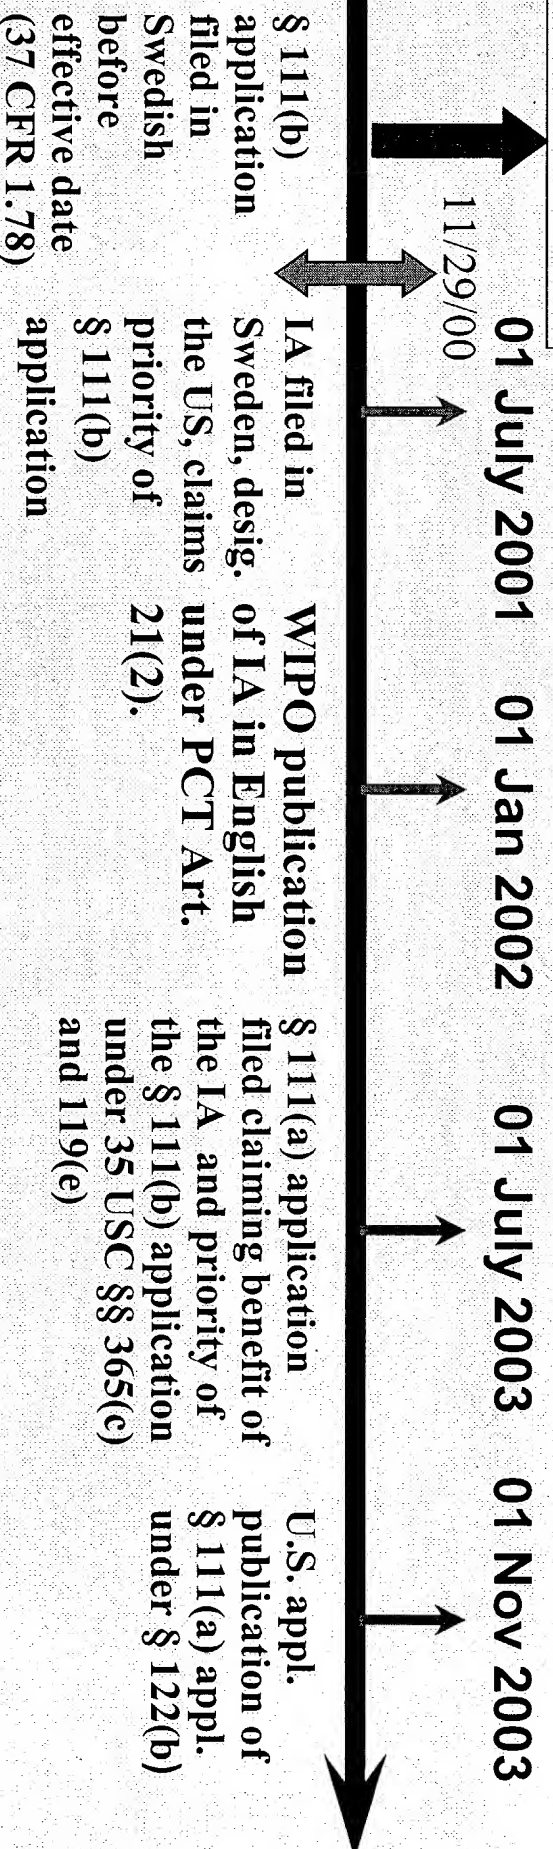 01 July 2001
01 Jan 2002
01 July 2003
01 Nov 2003
11/29/00
§ 111(b)
application
filed in
Swedish
before
effective date
(37 CFR 1.78)
IA filed in
Sweden, desig.
the US, claims
priority of
§ 111(b)
application
WIPO publication
of IA in English
under PCT Art.
21(2).
§ 111(a) application
filed claiming benefit of
the IA and priority of
the § 111(b) application
under 35 USC §§ 365(c)
and 119(e)
U.S. appl.
publication of
§ 111(a) appl.
under § 122(b)